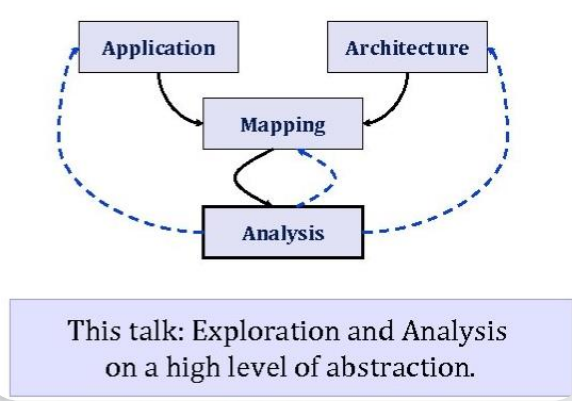 Application
Architecture
Mapping
Analysis
This talk: Exploration and Analysis
on a high level of abstraction.